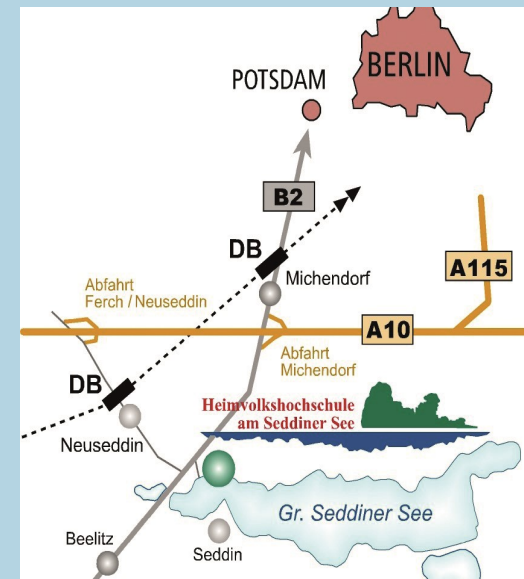 BERLIN
POTSDAM
B2
DB
Michendorf
A115
Abfahrt
Ferch / Neuseddin
A10
Abfahrt
Michendorf
DB
Heimvolkshochschule
am Seddiner See
Neuseddin
Gr. Seddiner See
Beelitz
Seddin